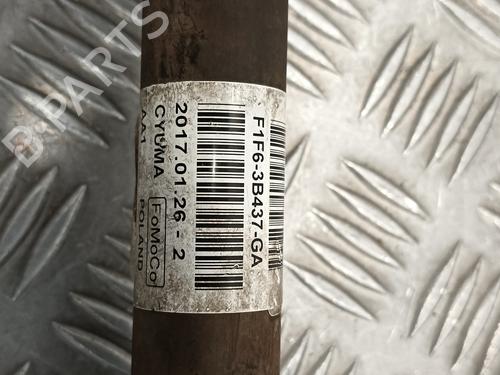 F1F6-3B437-GA
2017.01.26 - 2
CYUMA FoMoCo
AA1 POLAND
B-PARTS